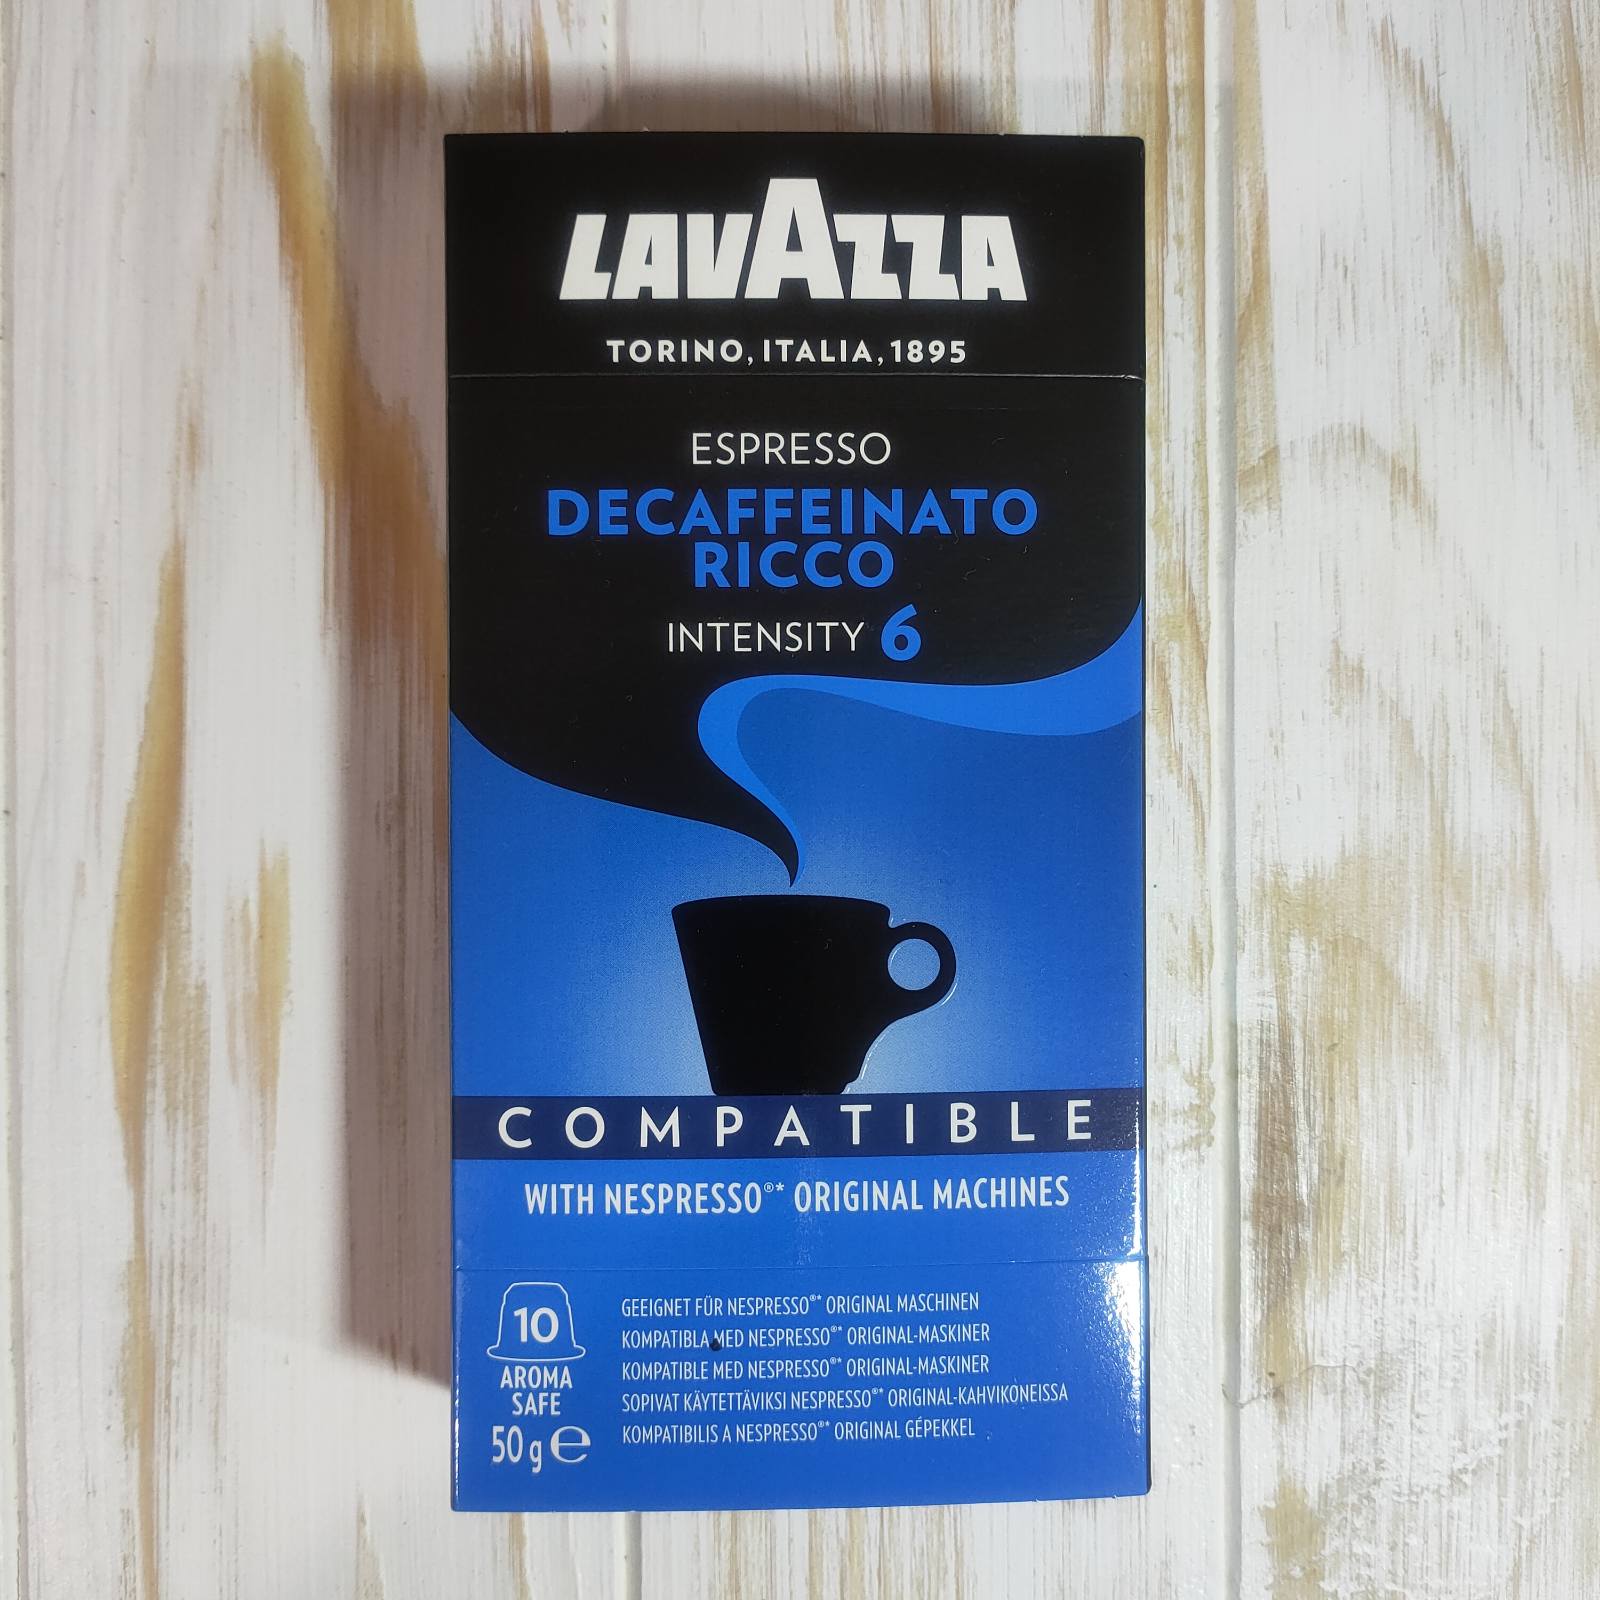 LAVAZZA
TORINO, ITALIA, 1895
ESPRESSO
DECAFFEINATO
RICCO
INTENSITY 6
COMPATIBLE
WITH NESPRESSO®* ORIGINAL MACHINES
10
AROMA
SAFE
50 g ℮
GEEIGNET FÜR NESPRESSO®* ORIGINAL MASCHINEN
KOMPATIBLA MED NESPRESSO®* ORIGINAL-MASKINER
KOMPATIBLE MED NESPRESSO®* ORIGINAL-MASKINER
SOPIVAT KÄYTETTÄVIKSI NESPRESSO®* ORIGINAL-KAHVIKONEISSA
KOMPATIBILIS A NESPRESSO®* ORIGINAL GÉPEKKEL